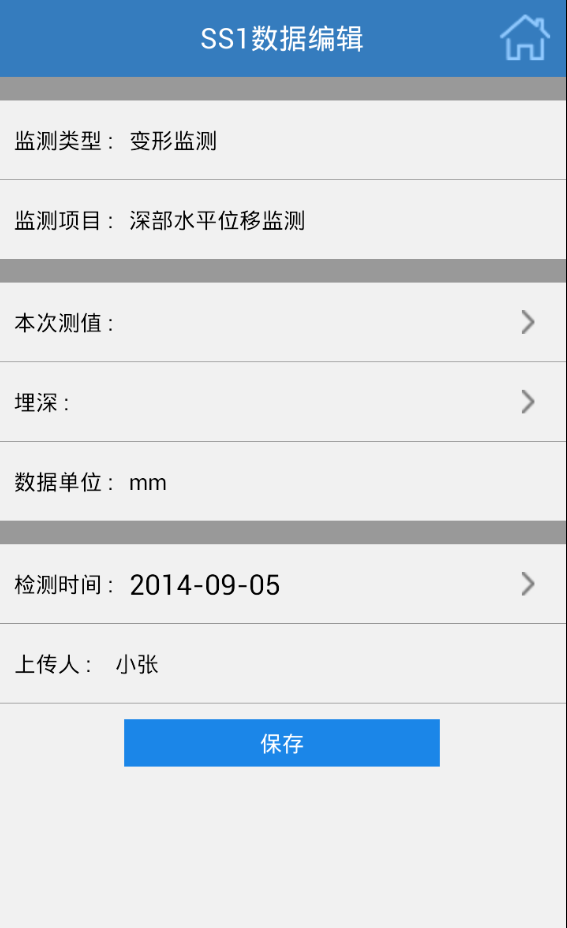 SS1数据编辑
监测类型： 变形监测
监测项目： 深部水平位移监测
本次测值：
埋深：
数据单位： mm
检测时间： 2014-09-05
上传人： 小张
保存